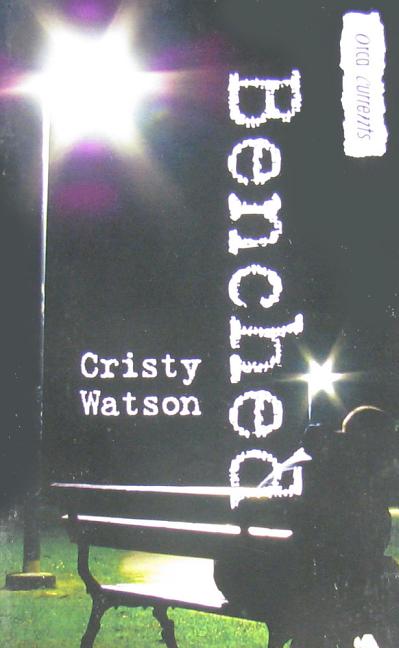 orca currents
Benched
Cristy
Watson